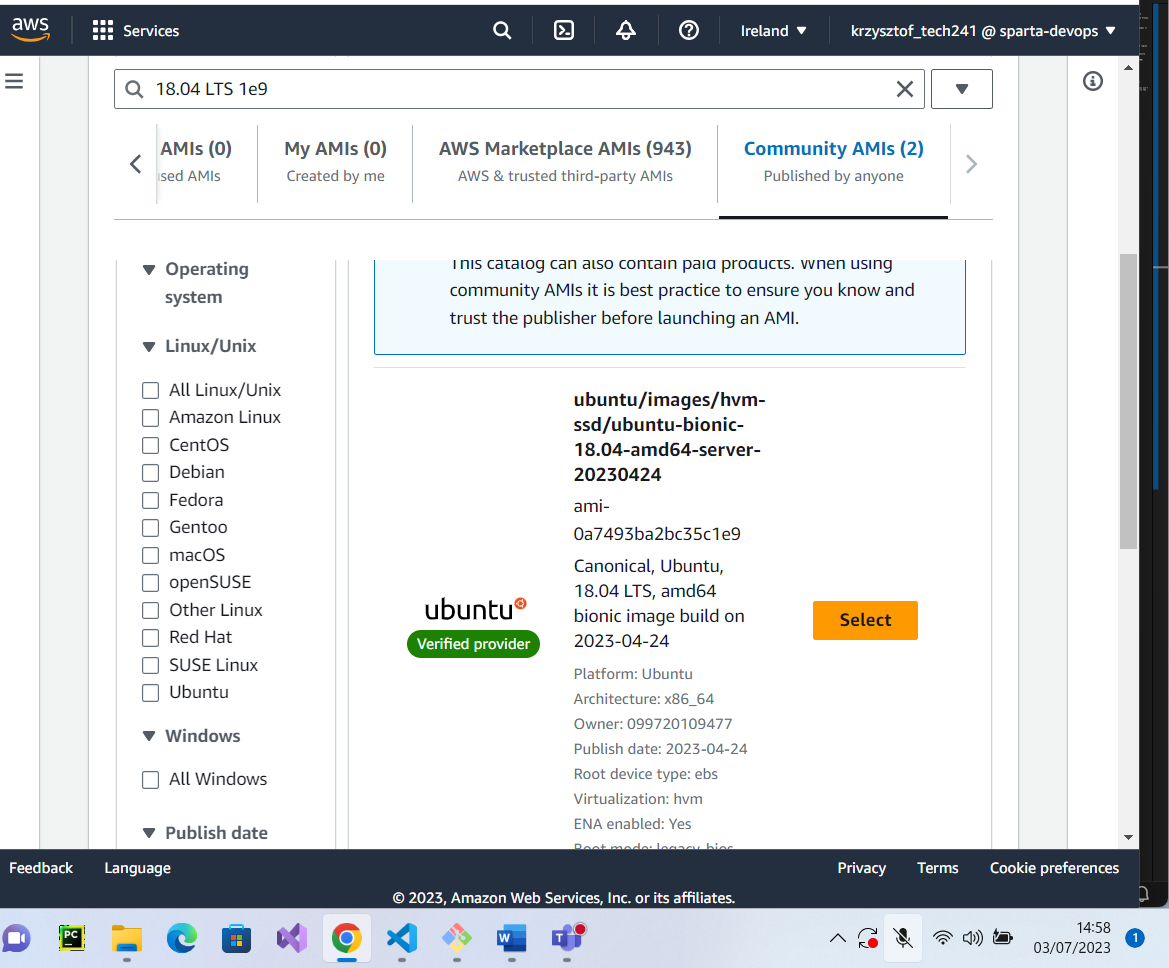 aws
Services
Ireland ▼
krzysztof_tech241 @ sparta-devops ▼
18.04 LTS 1e9
AMIs (0)
sed AMIs
My AMIs (0)
Created by me
AWS Marketplace AMIs (943)
AWS & trusted third-party AMIs
Community AMIs (2)
Published by anyone
Operating
system
Linux/Unix
All Linux/Unix
Amazon Linux
CentOS
Debian
Fedora
Gentoo
macOS
openSUSE
Other Linux
Red Hat
SUSE Linux
Ubuntu
Windows
All Windows
Publish date
This catalog can also contain paid products. When using
community AMIs it is best practice to ensure you know and
trust the publisher before launching an AMI.
ubuntu
Verified provider
ubuntu/images/hvm-
ssd/ubuntu-bionic-
18.04-amd64-server-
20230424
ami-
0a7493ba2bc35c1e9
Canonical, Ubuntu,
18.04 LTS, amd64
bionic image build on
2023-04-24
Platform: Ubuntu
Architecture: x86_64
Owner: 099720109477
Publish date: 2023-04-24
Root device type: ebs
Virtualization: hvm
ENA enabled: Yes
Root mode: legacy-bios
Select
Feedback
Language
Privacy
Terms
Cookie preferences
© 2023, Amazon Web Services, Inc. or its affiliates.
PC
W
T
14:58
03/07/2023
1